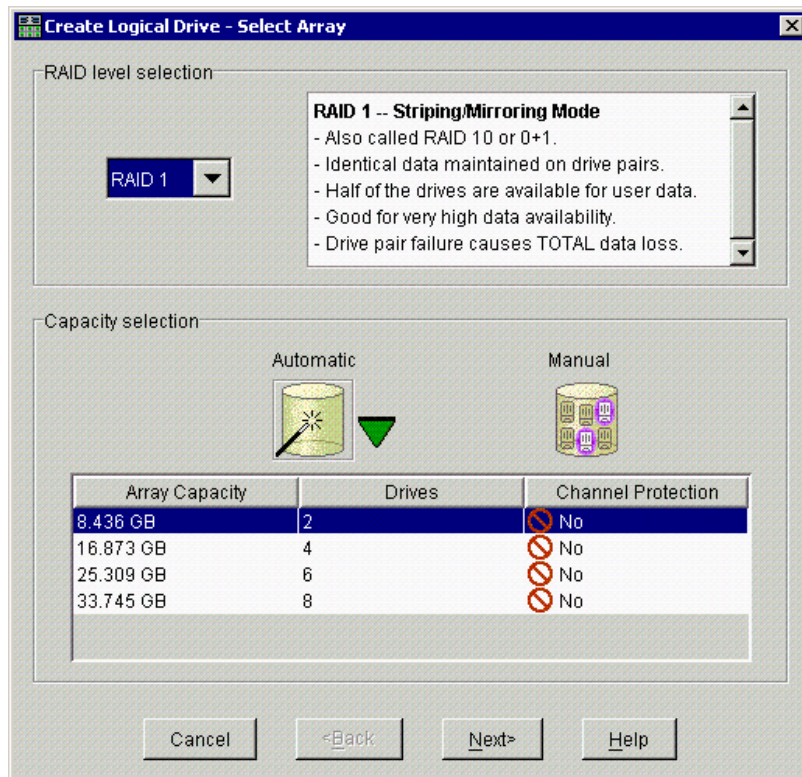 Create Logical Drive - Select Array
RAID level selection
RAID 1
RAID 1 -- Striping/Mirroring Mode
- Also called RAID 10 or 0+1.
- Identical data maintained on drive pairs.
- Half of the drives are available for user data.
- Good for very high data availability.
- Drive pair failure causes TOTAL data loss.
Capacity selection
Automatic Manual
Array Capacity Drives Channel Protection
8.436 GB 2 No
16.873 GB 4 No
25.309 GB 6 No
33.745 GB 8 No
Cancel <Back Next> Help